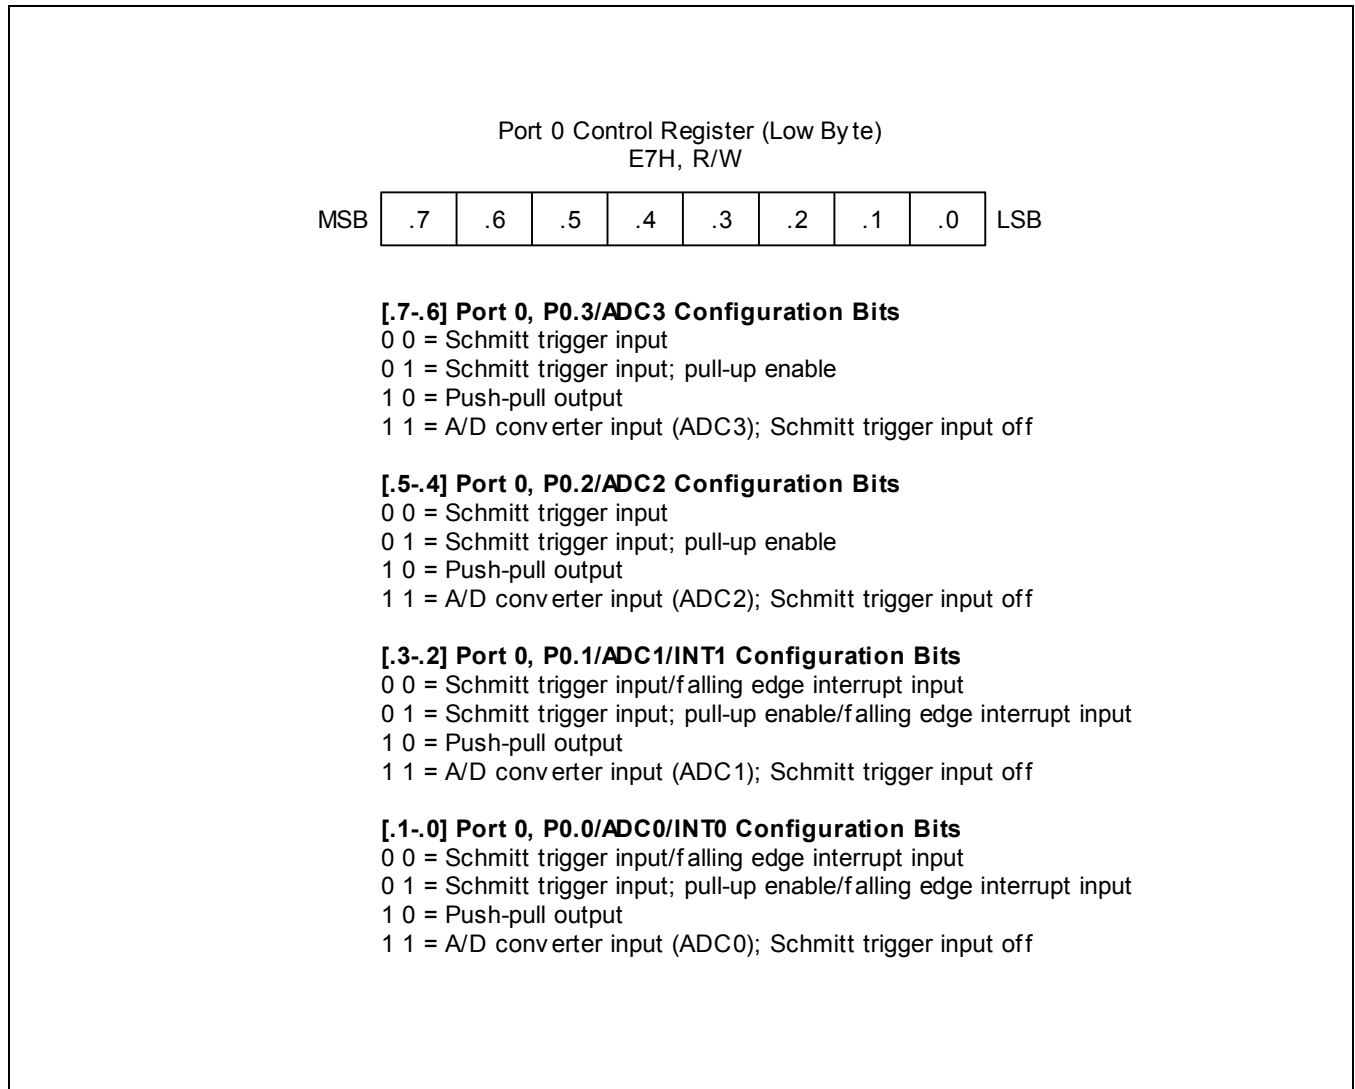 Port 0 Control Register (Low Byte)
E7H, R/W
MSB .7 .6 .5 .4 .3 .2 .1 .0 LSB
[.7-.6] Port 0, P0.3/ADC3 Configuration Bits
0 0 = Schmitt trigger input
0 1 = Schmitt trigger input; pull-up enable
1 0 = Push-pull output
1 1 = A/D converter input (ADC3); Schmitt trigger input off
[.5-.4] Port 0, P0.2/ADC2 Configuration Bits
0 0 = Schmitt trigger input
0 1 = Schmitt trigger input; pull-up enable
1 0 = Push-pull output
1 1 = A/D converter input (ADC2); Schmitt trigger input off
[.3-.2] Port 0, P0.1/ADC1/INT1 Configuration Bits
0 0 = Schmitt trigger input/falling edge interrupt input
0 1 = Schmitt trigger input; pull-up enable/falling edge interrupt input
1 0 = Push-pull output
1 1 = A/D converter input (ADC1); Schmitt trigger input off
[.1-.0] Port 0, P0.0/ADC0/INT0 Configuration Bits
0 0 = Schmitt trigger input/falling edge interrupt input
0 1 = Schmitt trigger input; pull-up enable/falling edge interrupt input
1 0 = Push-pull output
1 1 = A/D converter input (ADC0); Schmitt trigger input off